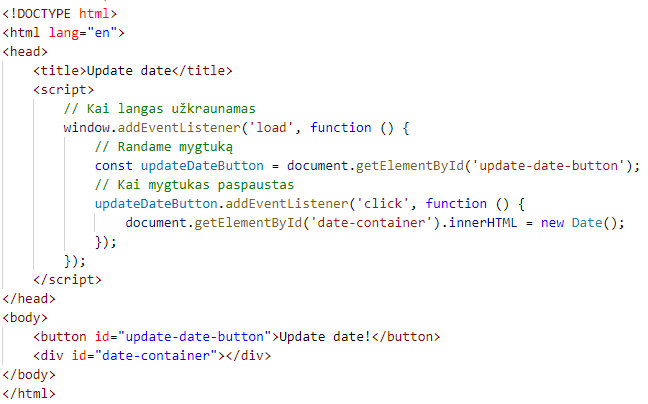 <!DOCTYPE html>
<html lang="en">
<head>
    <title>Update date</title>
    <script>
        // Kai langas užkraunamas
        window.addEventListener('load', function () {
            // Randame mygtuką
            const updateDateButton = document.getElementById('update-date-button');
            // Kai mygtukas paspaustas
            updateDateButton.addEventListener('click', function () {
                document.getElementById('date-container').innerHTML = new Date();
            });
        });
    </script>
</head>
<body>
    <button id="update-date-button">Update date!</button>
    <div id="date-container"></div>
</body>
</html>